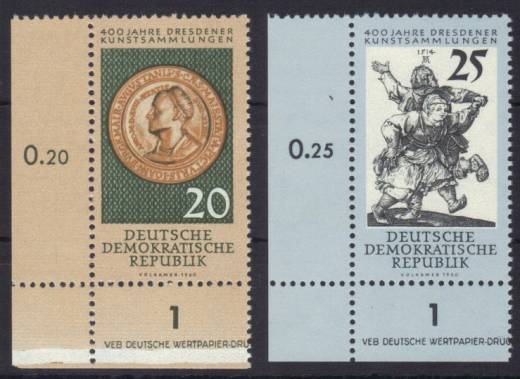 400 JAHRE DRESDENER
KUNSTSAMMLUNGEN
0.20
20
DEUTSCHE
DEMOKRATISCHE
REPUBLIK
VOLKAMER 1960
1
VEB DEUTSCHE WERTPAPIER-DRU
400 JAHRE DRESDENER
KUNSTSAMMLUNGEN
1514
25
0.25
DEUTSCHE
DEMOKRATISCHE
REPUBLIK
VOLKAMER 1960
1
VEB DEUTSCHE WERTPAPIER-DRUC